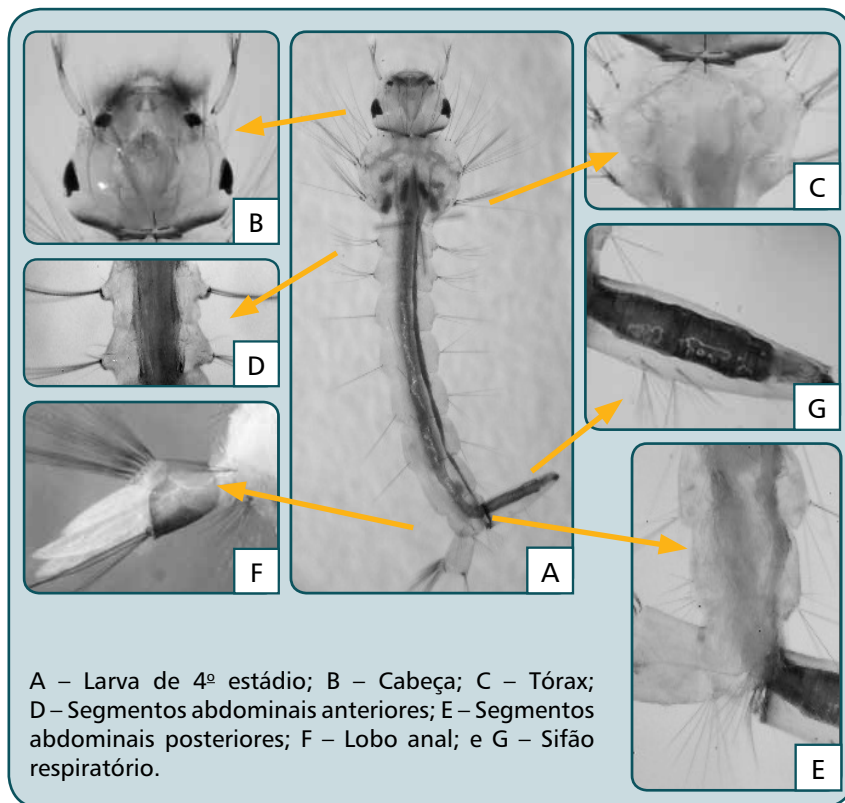 B
C
D
G
F
A
E
A – Larva de 4º estádio; B – Cabeça; C – Tórax;
D – Segmentos abdominais anteriores; E – Segmentos
abdominais posteriores; F – Lobo anal; e G – Sifão
respiratório.